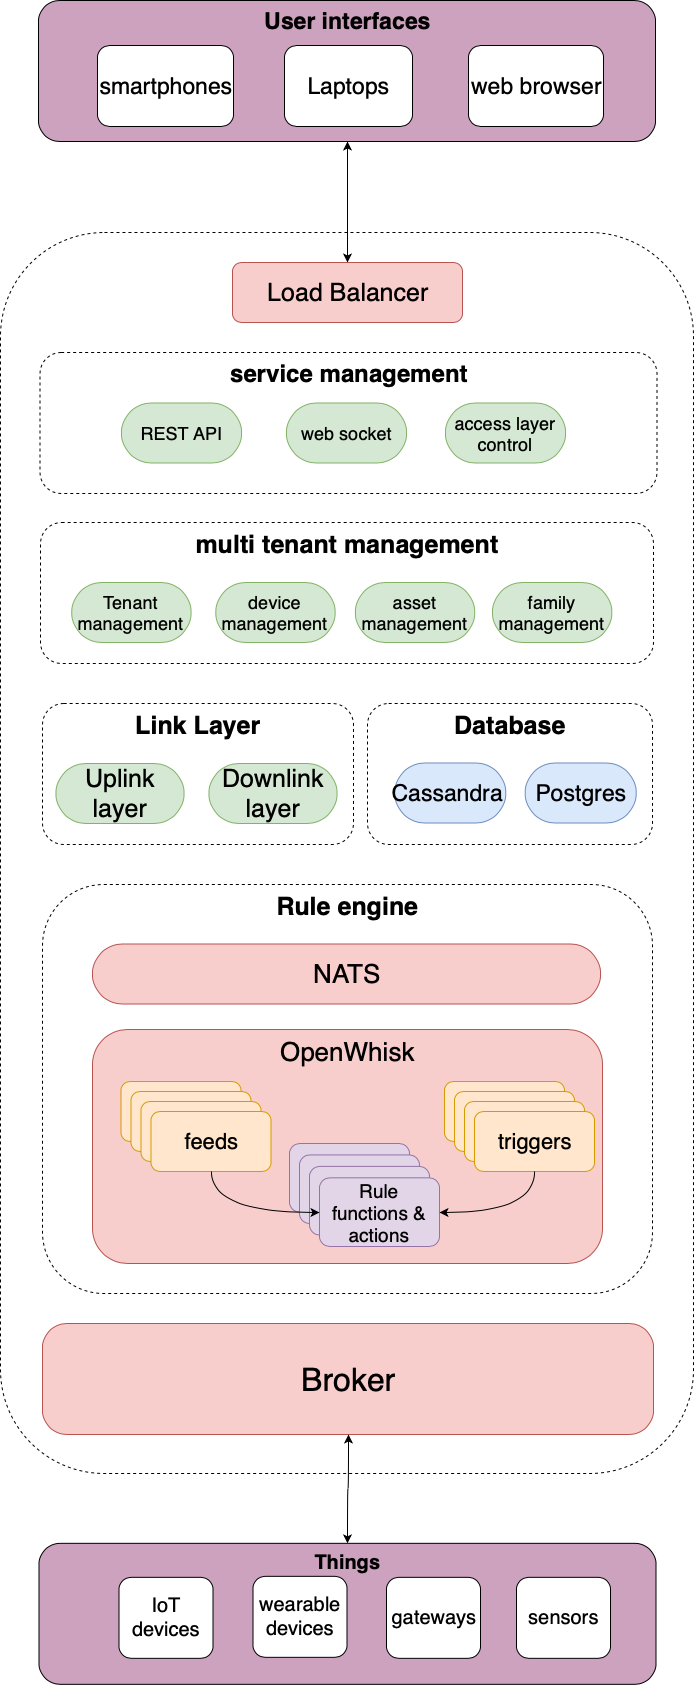 User interfaces
smartphones
Laptops
web browser
Load Balancer
service management
REST API
web socket
access layer
control
multi tenant management
Tenant
management
device
management
asset
management
family
management
Link Layer
Uplink
layer
Downlink
layer
Database
Cassandra
Postgres
Rule engine
NATS
OpenWhisk
feeds
triggers
Rule
functions &
actions
Broker
Things
IoT
devices
wearable
devices
gateways
sensors